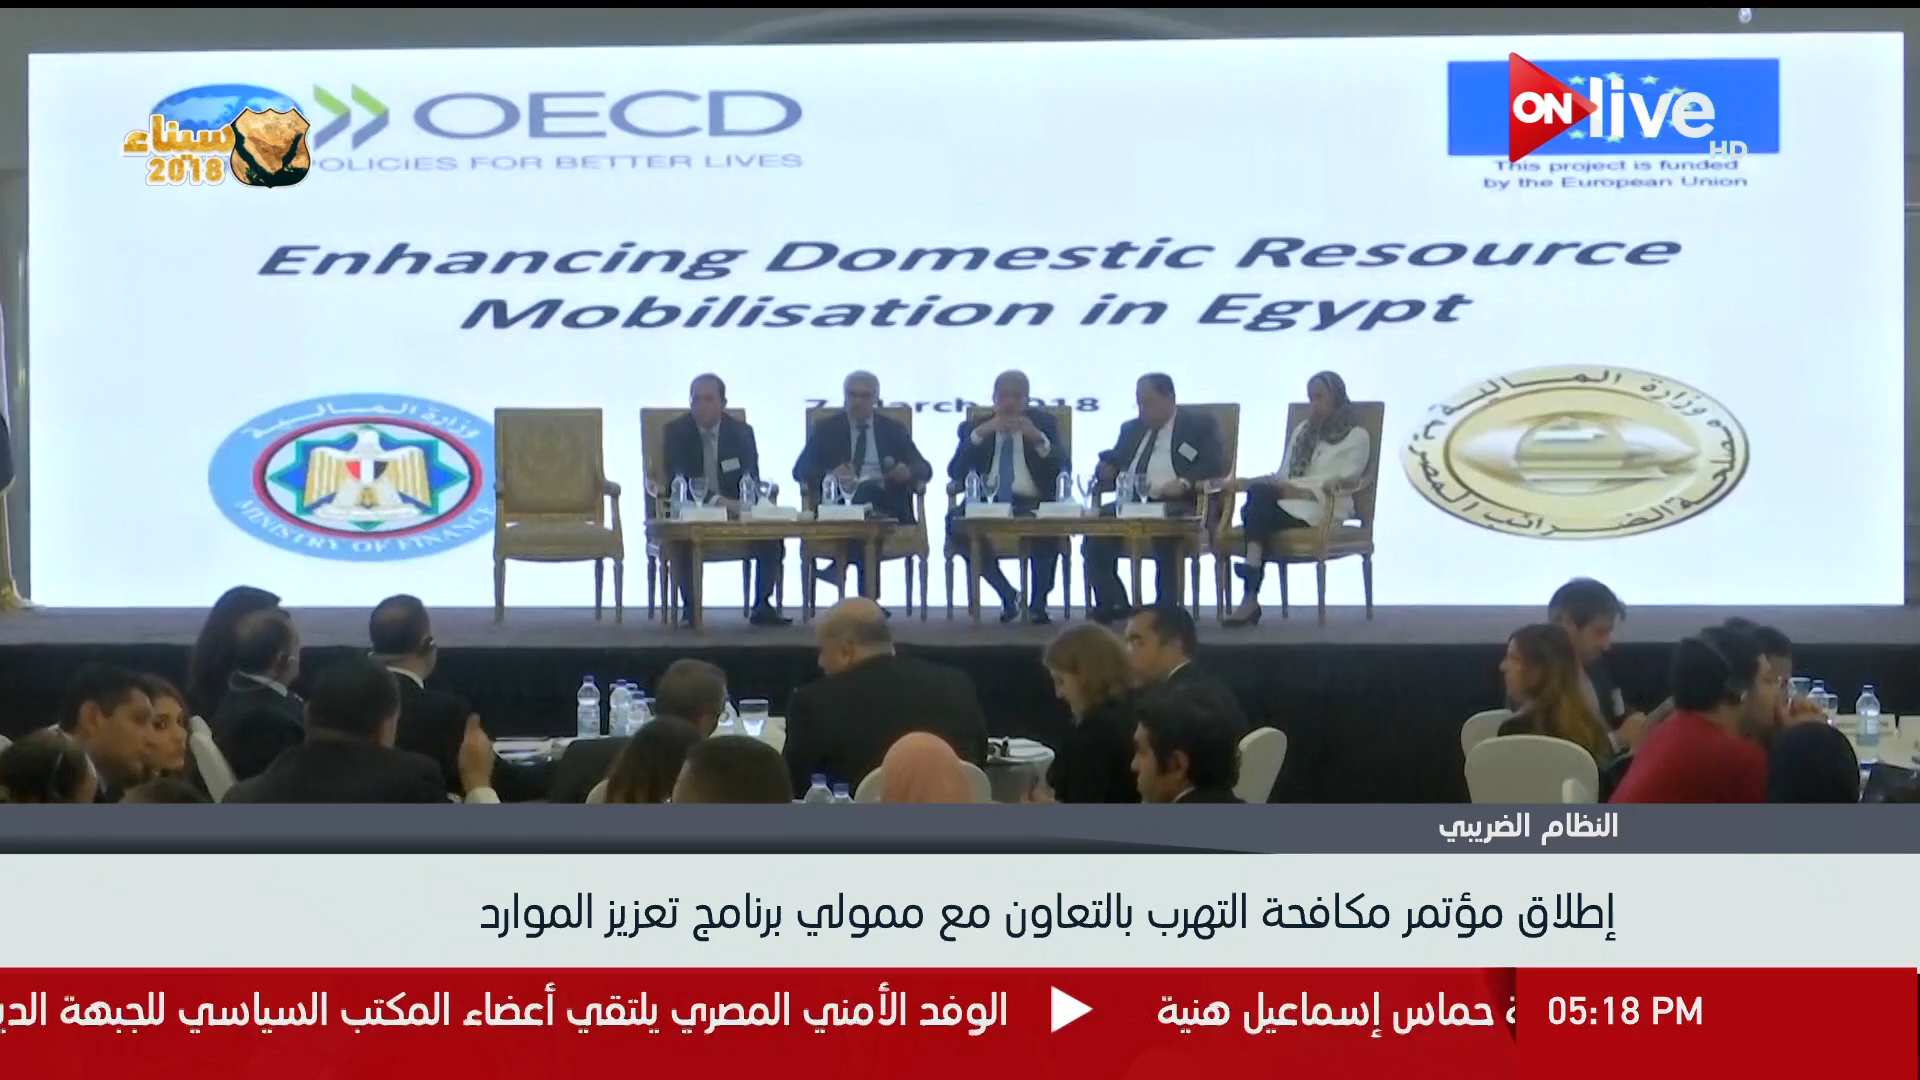 OECD
OLICIES FOR BETTER LIVES
سيناء
2018
ON live
HD
This project is funded
by the European Union
Enhancing Domestic Resource
Mobilisation in Egypt
7 March 2018
وزارة المالية
MINISTRY OF FINANCE
وزارة المالية
مصلحة الضرائب المصرية
النظام الضريبي
إطلاق مؤتمر مكافحة التهرب بالتعاون مع ممولي برنامج تعزيز الموارد
05:18 PM
ة حماس إسماعيل هنية
الوفد الأمني المصري يلتقي أعضاء المكتب السياسي للجبهة الدي